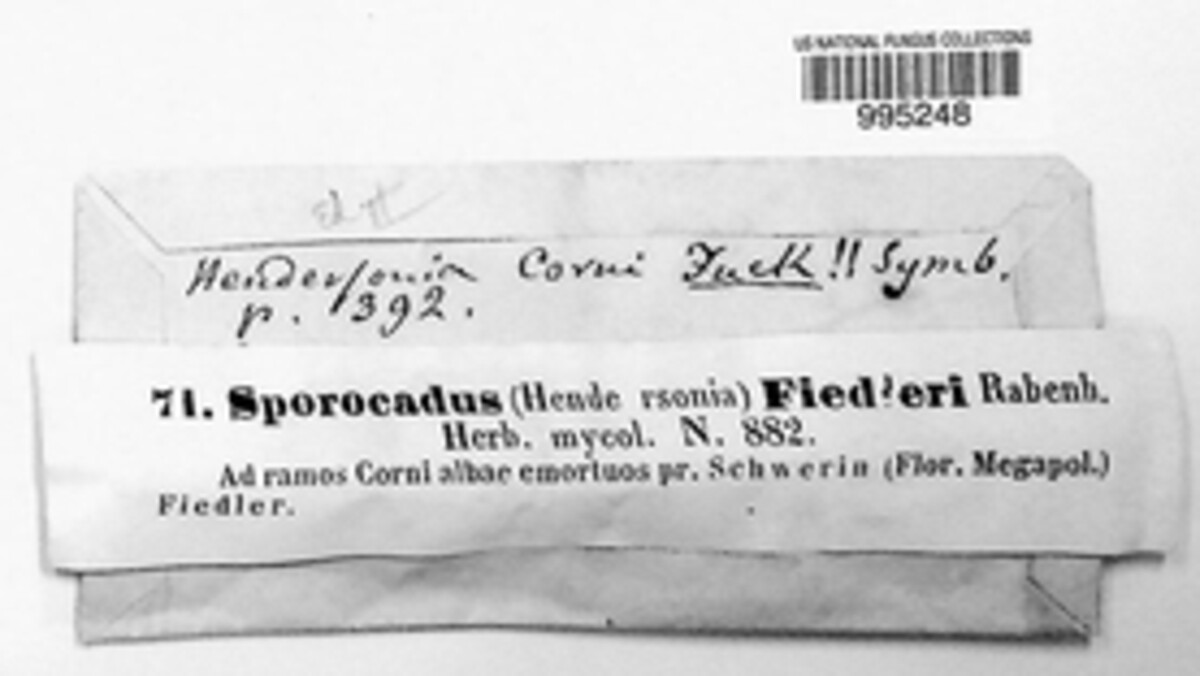 US NATIONAL FUNGUS COLLECTIONS
995248
Hendersonia Corni Fuck!! Symb.
p. 392.
71. Sporocadus (Hende rsonia) Fiedleri Rabenh.
Herb. mycol. N. 882.
Ad ramos Corni albae emortuos pr. Schwerin (Flor. Megapol.)
Fiedler.